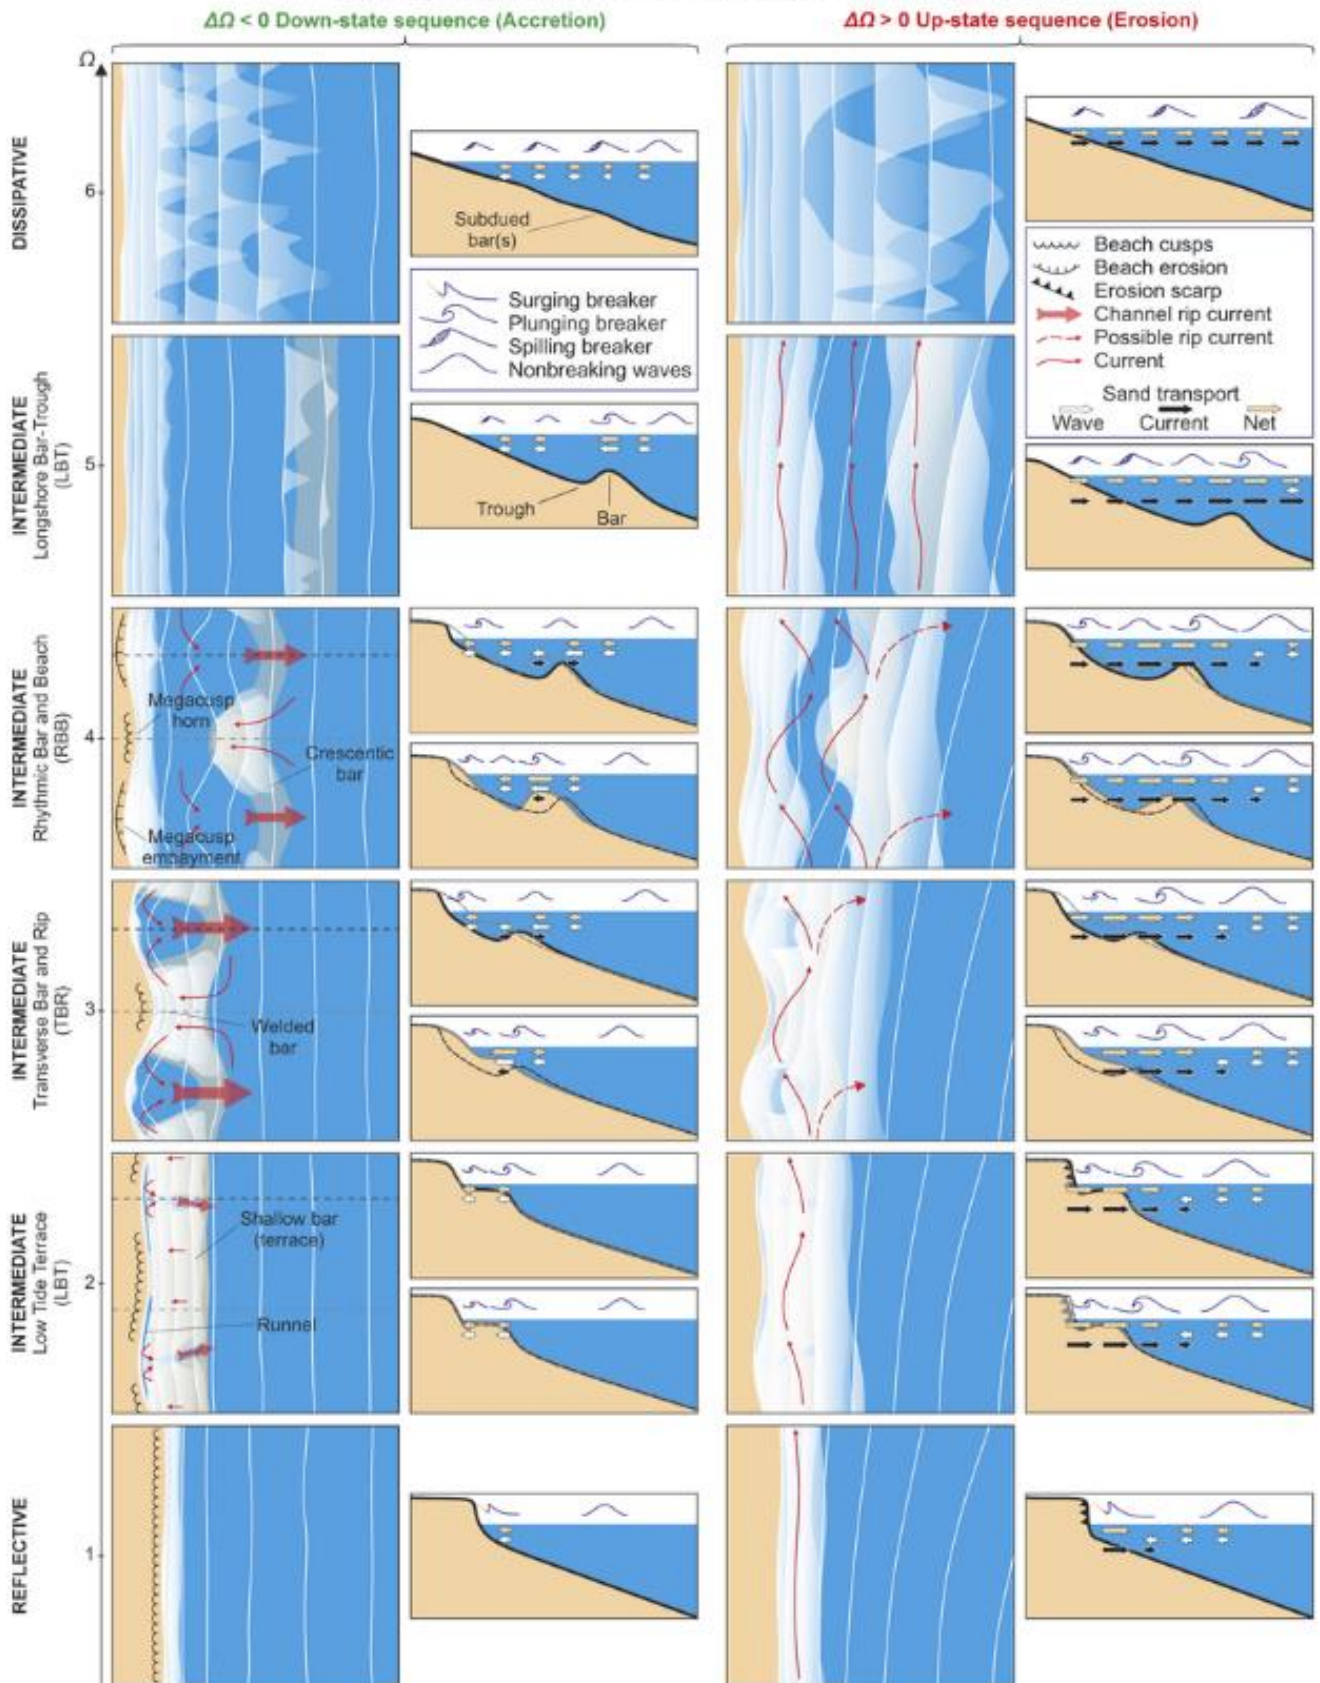 ΔΩ < 0 Down-state sequence (Accretion)
ΔΩ > 0 Up-state sequence (Erosion)
Ω
DISSIPATIVE
6
Subdued
bar(s)
Surging breaker
Plunging breaker
Spilling breaker
Nonbreaking waves
Beach cusps
Beach erosion
Erosion scarp
Channel rip current
Possible rip current
Current
Sand transport
Wave Current Net
INTERMEDIATE
Longshore Bar-Trough
(LBT)
5
Trough
Bar
INTERMEDIATE
Rhythmic Bar and Beach
(RBB)
4
Megacusp
horn
Crescentic
bar
Megacusp
embayment
INTERMEDIATE
Transverse Bar and Rip
(TBR)
3
Welded
bar
INTERMEDIATE
Low Tide Terrace
(LBT)
2
Shallow bar
(terrace)
Runnel
REFLECTIVE
1